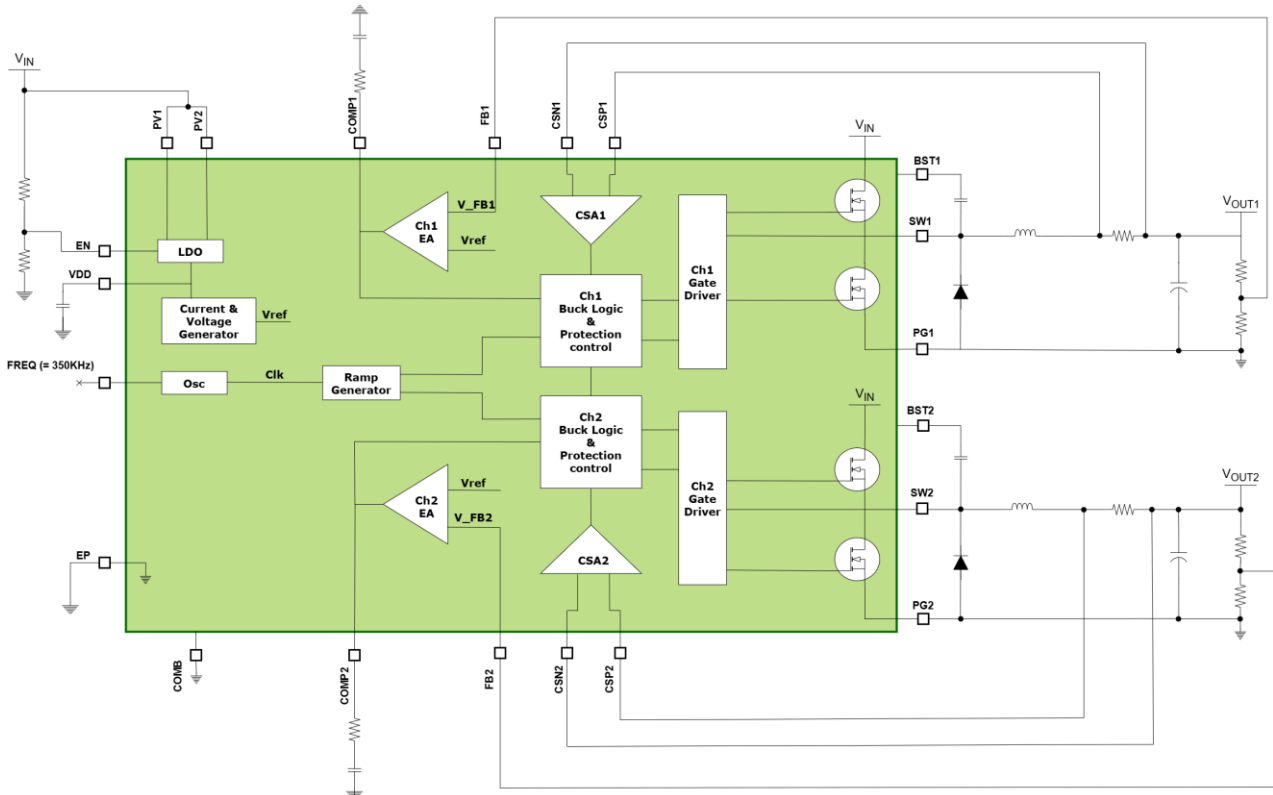 VIN
PV1
PV2
COMP1
FB1
CSN1
CSP1
VIN
BST1
VOUT1
SW1
PG1
EN
VDD
LDO
Current &
Voltage
Generator
Vref
Ch1
EA
V_FB1
Vref
CSA1
Ch1
Buck Logic
&
Protection
control
Ch1
Gate
Driver
FREQ (= 350KHz)
Osc
Clk
Ramp
Generator
Ch2
Buck Logic
&
Protection
control
Ch2
Gate
Driver
VIN
BST2
VOUT2
SW2
PG2
Ch2
EA
Vref
V_FB2
CSA2
EP
COMB
COMP2
FB2
CSN2
CSP2